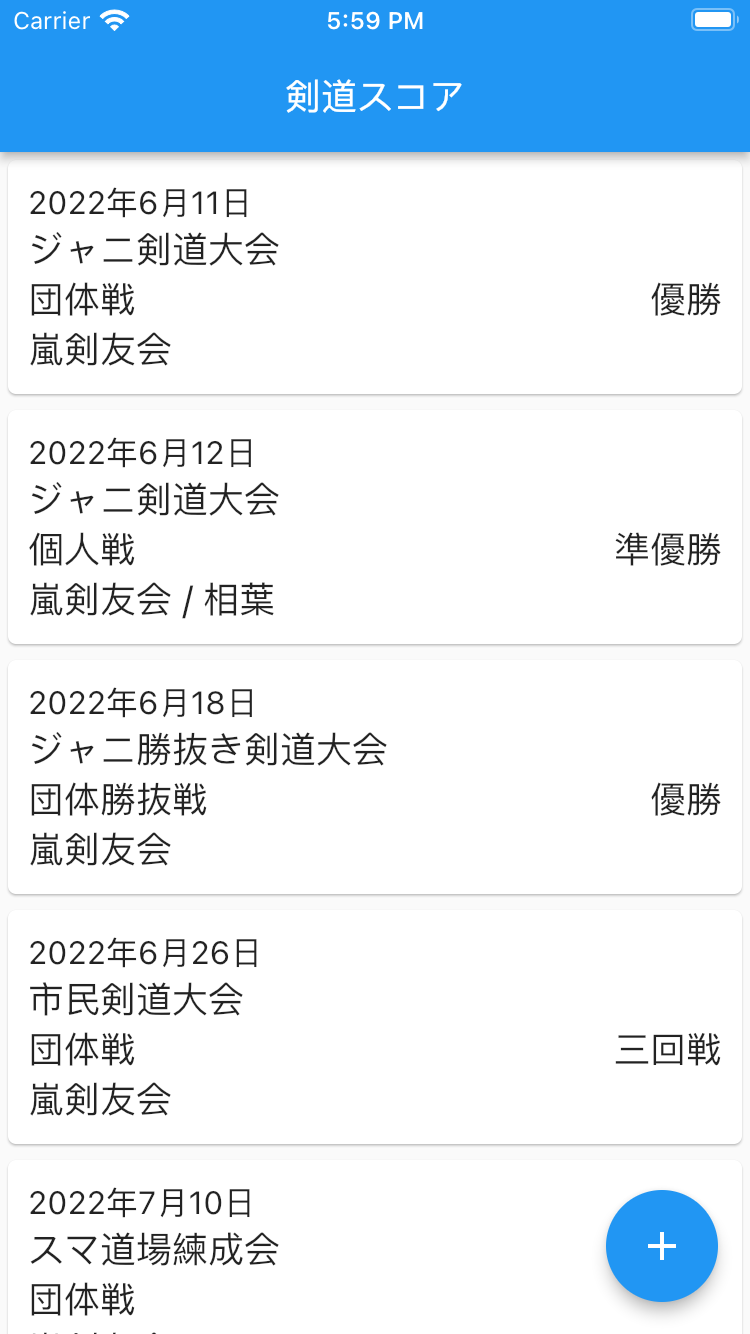 Carrier 5:59 PM
剣道スコア
2022年6月11日
ジャニ剣道大会
団体戦 優勝
嵐剣友会
2022年6月12日
ジャニ剣道大会
個人戦 準優勝
嵐剣友会 / 相葉
2022年6月18日
ジャニ勝抜き剣道大会
団体勝抜戦 優勝
嵐剣友会
2022年6月26日
市民剣道大会
団体戦 三回戦
嵐剣友会
2022年7月10日
スマ道場練成会
団体戦